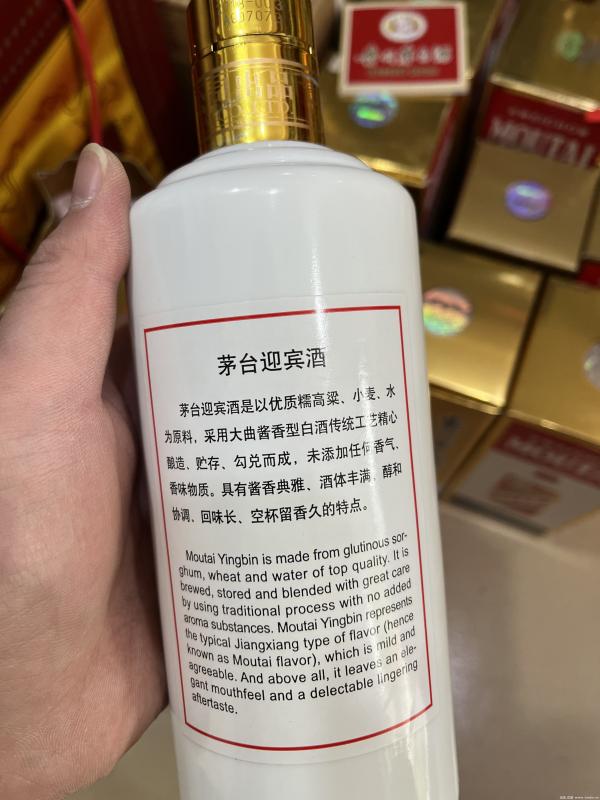 茅台迎宾酒
茅台迎宾酒是以优质糯高粱、小麦、水
为原料，采用大曲酱香型白酒传统工艺精心
酿造、贮存、勾兑而成，未添加任何香气、
香味物质。具有酱香典雅、酒体丰满、醇和
协调、回味长、空杯留香久的特点。
Moutai Yingbin is made from glutinous sor-
ghum, wheat and water of top quality. It is
brewed, stored and blended with great care
by using traditional process with no added
aroma substances. Moutai Yingbin represents
the typical Jiangxiang type of flavor (hence
known as Moutai flavor), which is mild and
agreeable. And above all, it leaves an ele-
gant mouthfeel and a delectable lingering
aftertaste.
MOUTAI